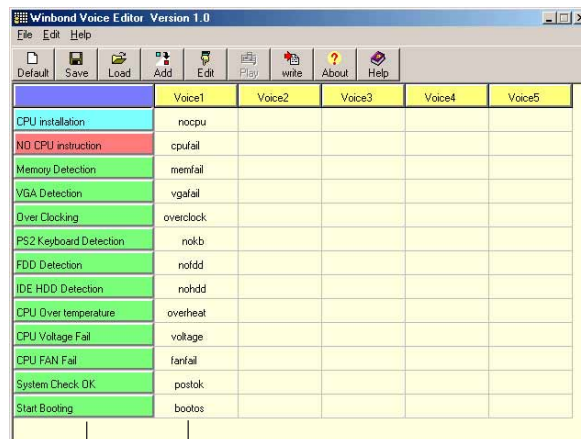 Winbond Voice Editor Version 1.0
File Edit Help
Default Save Load Add Edit Play write About Help
Voice1 Voice2 Voice3 Voice4 Voice5
CPU installation nocpu
NO CPU instruction cpufail
Memory Detection memfail
VGA Detection vgafail
Over Clocking overclock
PS2 Keyboard Detection nokb
FDD Detection nofdd
IDE HDD Detection nohdd
CPU Over temperature overheat
CPU Voltage Fail voltage
CPU FAN Fail fanfail
System Check OK postok
Start Booting bootos